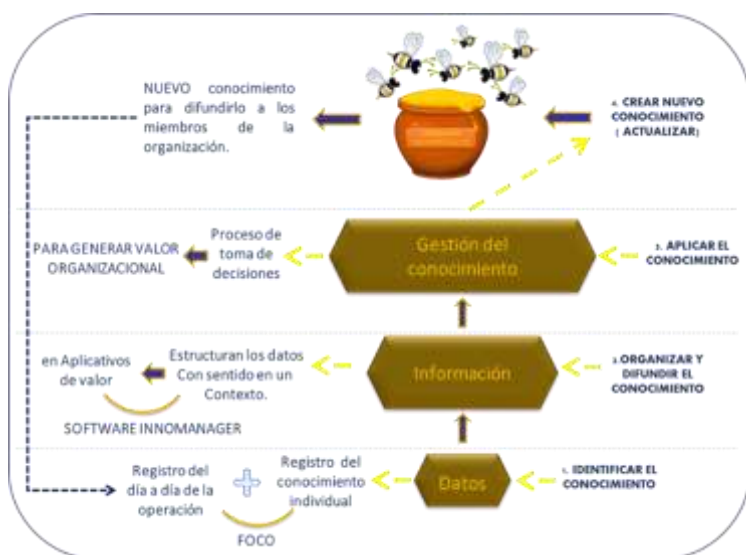 NUEVO conocimiento
para difundirlo a los
miembros de la
organización.
4. CREAR NUEVO
CONOCIMIENTO
( ACTUALIZAR)
PARA GENERAR VALOR
ORGANIZACIONAL
Proceso de
toma de
decisiones
Gestión del
conocimiento
3. APLICAR EL
CONOCIMIENTO
en Aplicativos
de valor
Estructuran los datos
Con sentido en un
Contexto.
Información
2.ORGANIZAR Y
DIFUNDIR EL
CONOCIMIENTO
SOFTWARE INNOMANAGER
Registro del
día a día de la
operación
Registro del
conocimiento
individual
Datos
1. IDENTIFICAR EL
CONOCIMIENTO
FOCO